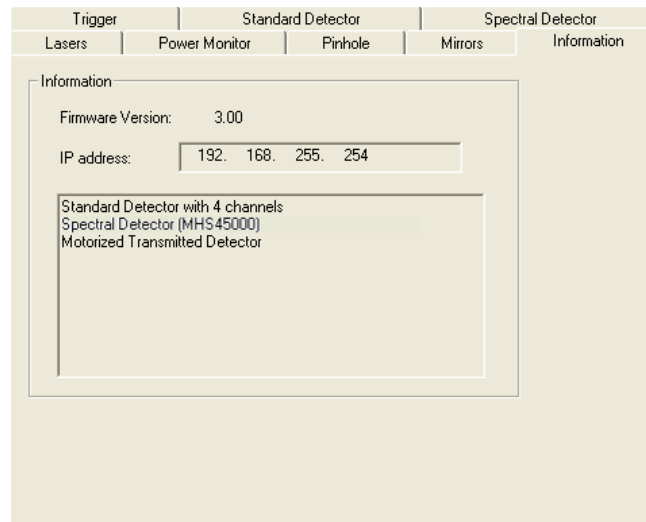 Trigger Standard Detector Spectral Detector
Lasers Power Monitor Pinhole Mirrors Information
Information
Firmware Version: 3.00
IP address: 192. 168. 255. 254
Standard Detector with 4 channels
Spectral Detector (MHS45000)
Motorized Transmitted Detector